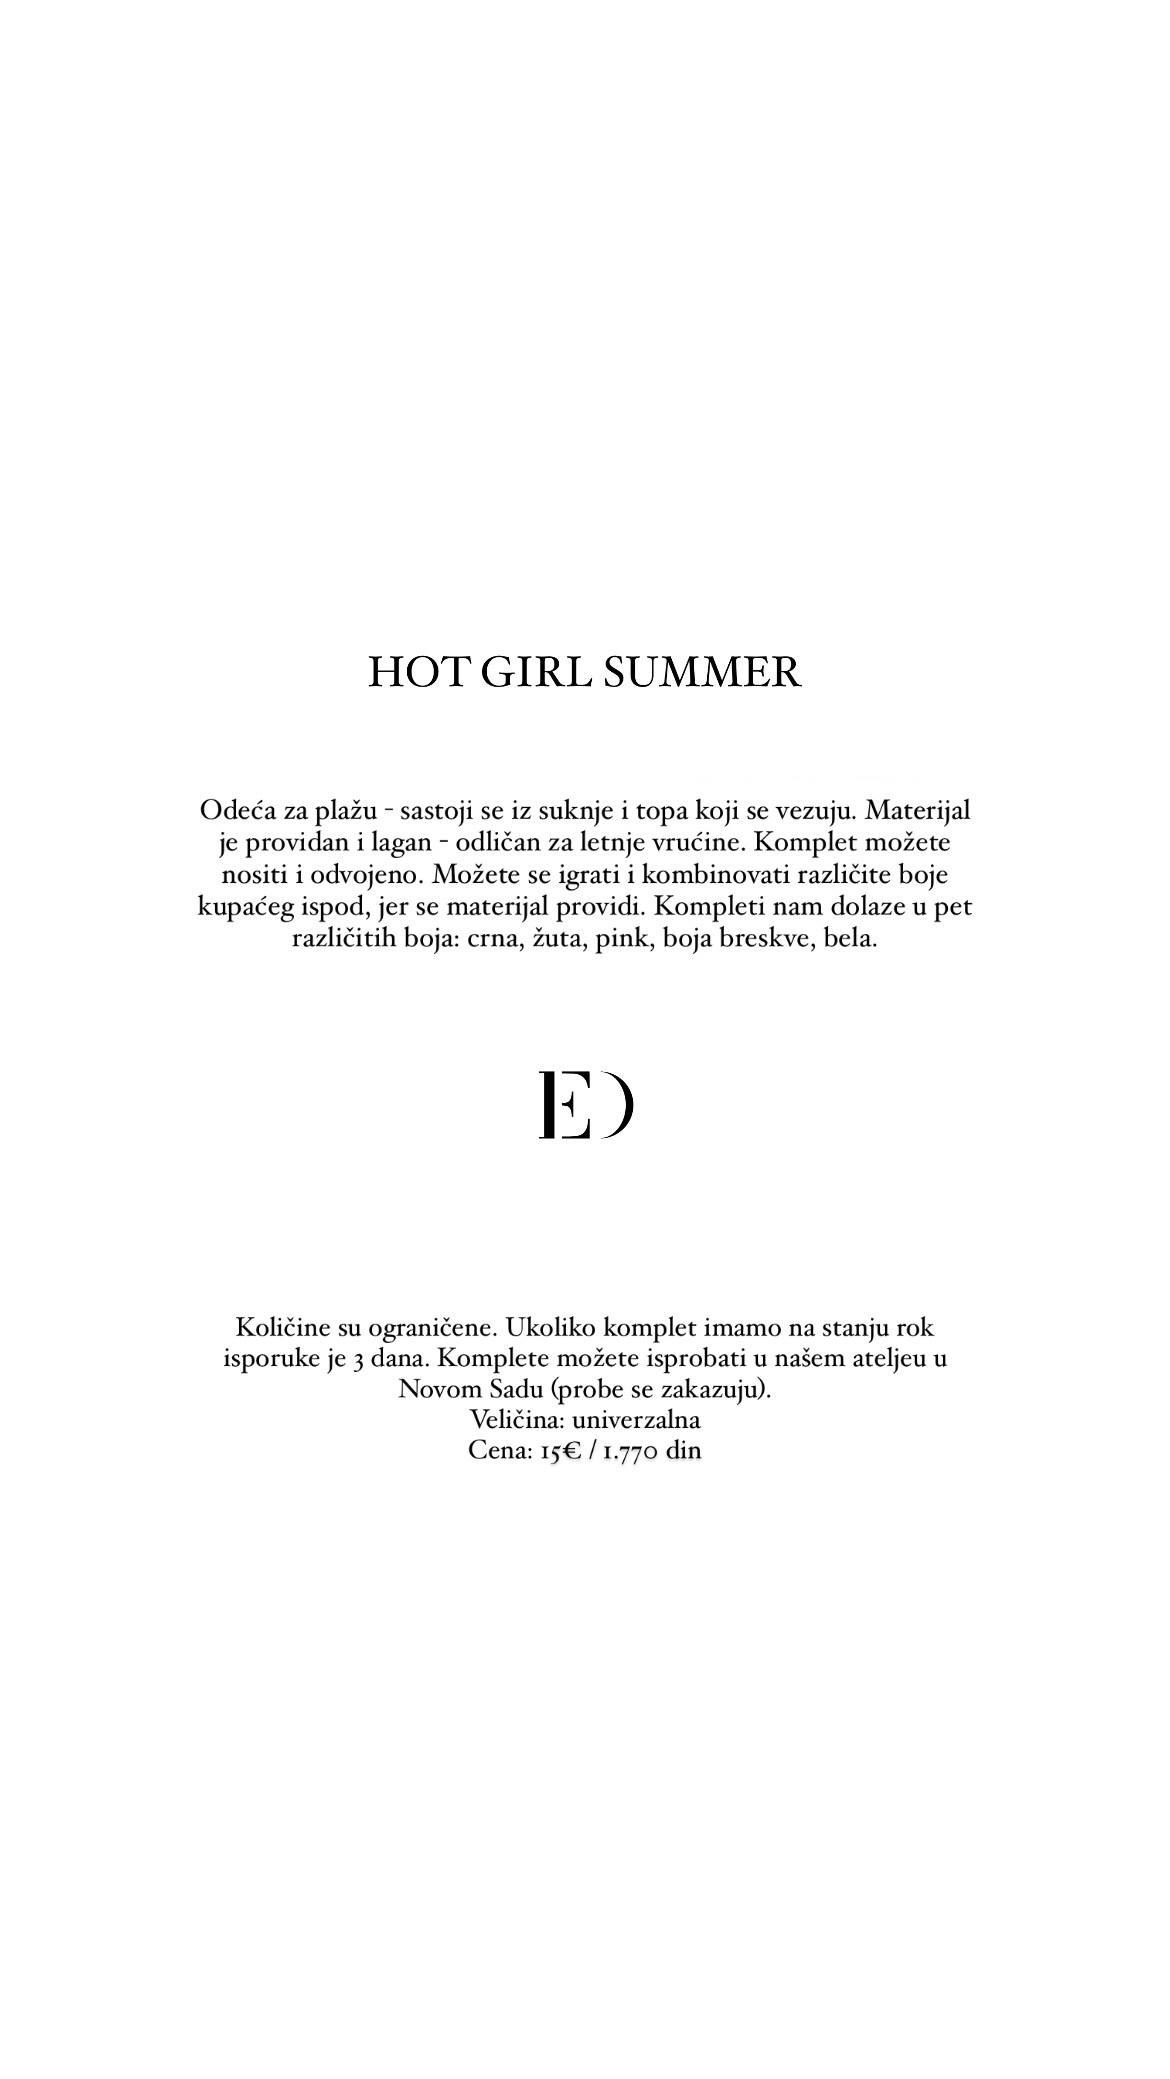 HOT GIRL SUMMER
Odeća za plažu - sastoji se iz suknje i topa koji se vezuju. Materijal
je providan i lagan - odličan za letnje vrućine. Komplet možete
nositi i odvojeno. Možete se igrati i kombinovati različite boje
kupaćeg ispod, jer se materijal providi. Kompleti nam dolaze u pet
različitih boja: crna, žuta, pink, boja breskve, bela.
ED
Količine su ograničene. Ukoliko komplet imamo na stanju rok
isporuke je 3 dana. Komplete možete isprobati u našem ateljeu u
Novom Sadu (probe se zakazuju).
Veličina: univerzalna
Cena: 15€ / 1.770 din